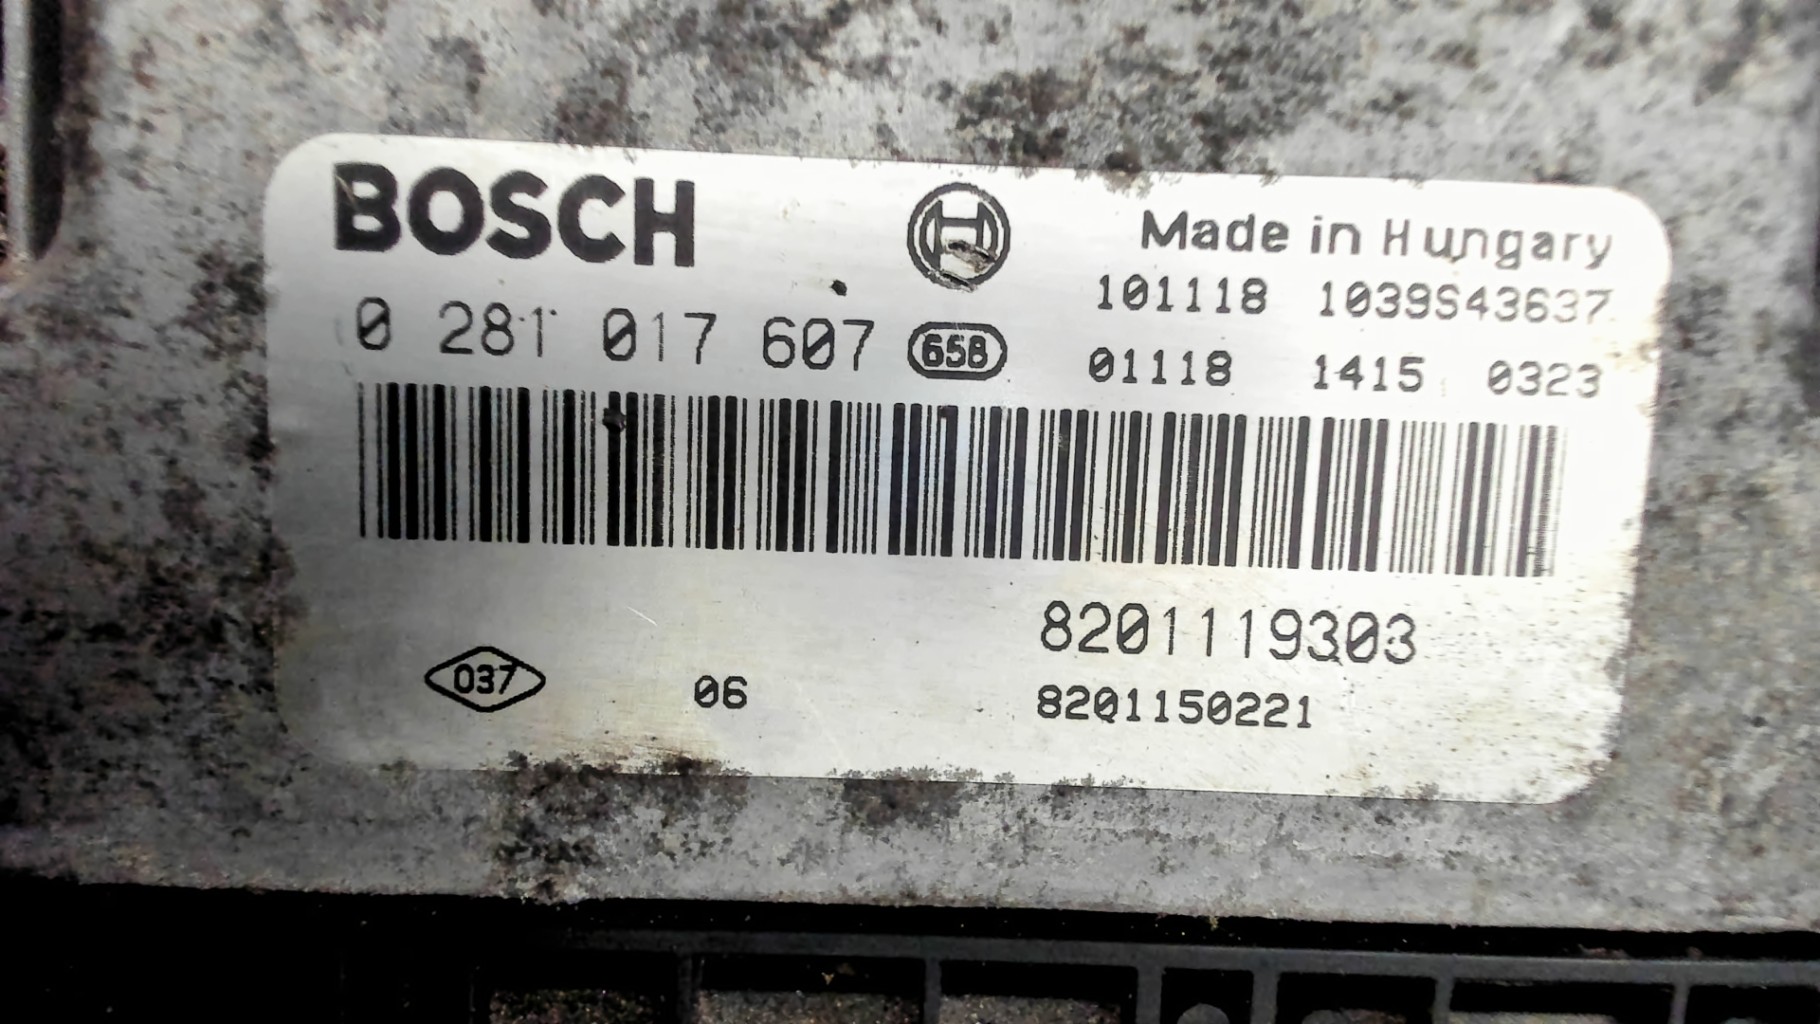 BOSCH
Made in Hungary
101118 1039S43637
0 281 017 607 658
01118 1415 0323
8201119303
037 06 8201150221